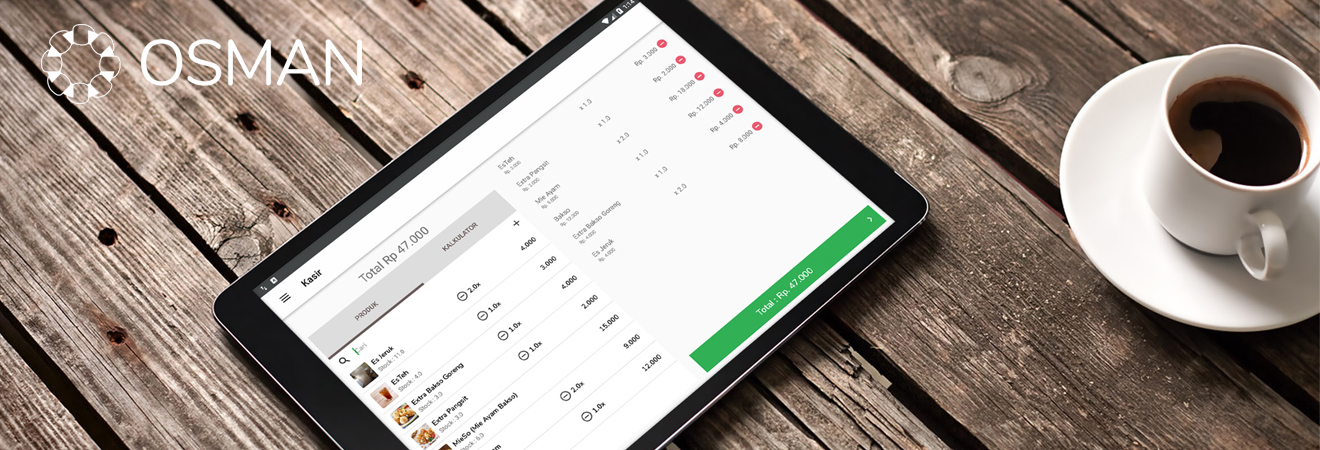 OSMAN
1:14
Kasir
Total Rp 47.000
PRODUK
KALKULATOR
Cari
+
Es Jeruk
Stock : 11.0
2.0x
4.000
EsTeh
Stock : 4.0
1.0x
3.000
Extra Bakso Goreng
Stock : 3.0
1.0x
4.000
Extra Pangsit
Stock : 3.0
1.0x
2.000
MieSo (Mie Ayam Bakso)
Stock : 6.0
15.000
2.0x
9.000
1.0x
12.000
EsTeh
Rp. 3.000
x 1.0
Rp. 3.000
Extra Pangsit
Rp. 2.000
x 1.0
Rp. 2.000
Mie Ayam
Rp. 9.000
x 2.0
Rp. 18.000
Bakso
Rp. 12.000
x 1.0
Rp. 12.000
Extra Bakso Goreng
Rp. 4.000
x 1.0
Rp. 4.000
Es Jeruk
Rp. 4.000
x 2.0
Rp. 8.000
Total : Rp. 47.000